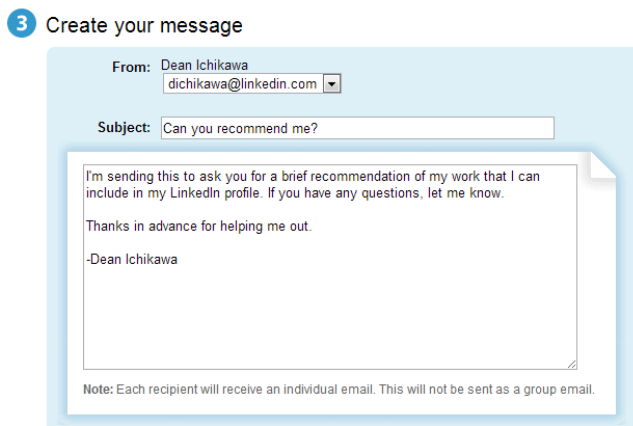 3 Create your message
From: Dean Ichikawa
dichikawa@linkedin.com
Subject: Can you recommend me?
I'm sending this to ask you for a brief recommendation of my work that I can
include in my LinkedIn profile. If you have any questions, let me know.
Thanks in advance for helping me out.
-Dean Ichikawa
Note: Each recipient will receive an individual email. This will not be sent as a group email.